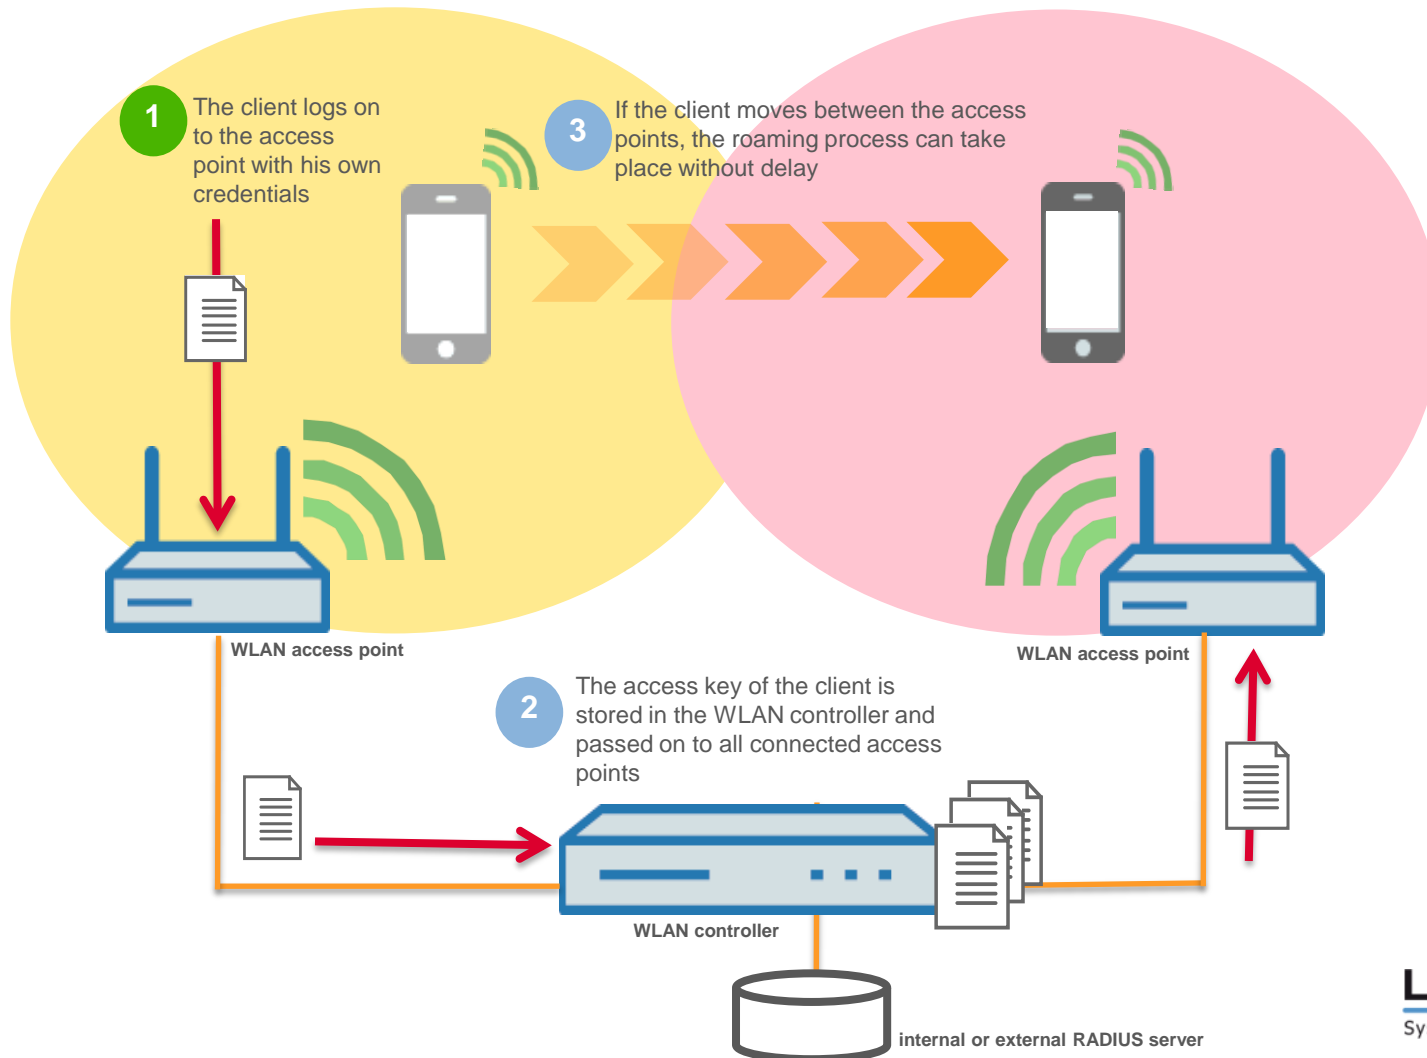 1
The client logs on
to the access
point with his own
credentials
3
If the client moves between the access
points, the roaming process can take
place without delay
WLAN access point
WLAN access point
2
The access key of the client is
stored in the WLAN controller and
passed on to all connected access
points
WLAN controller
internal or external RADIUS server